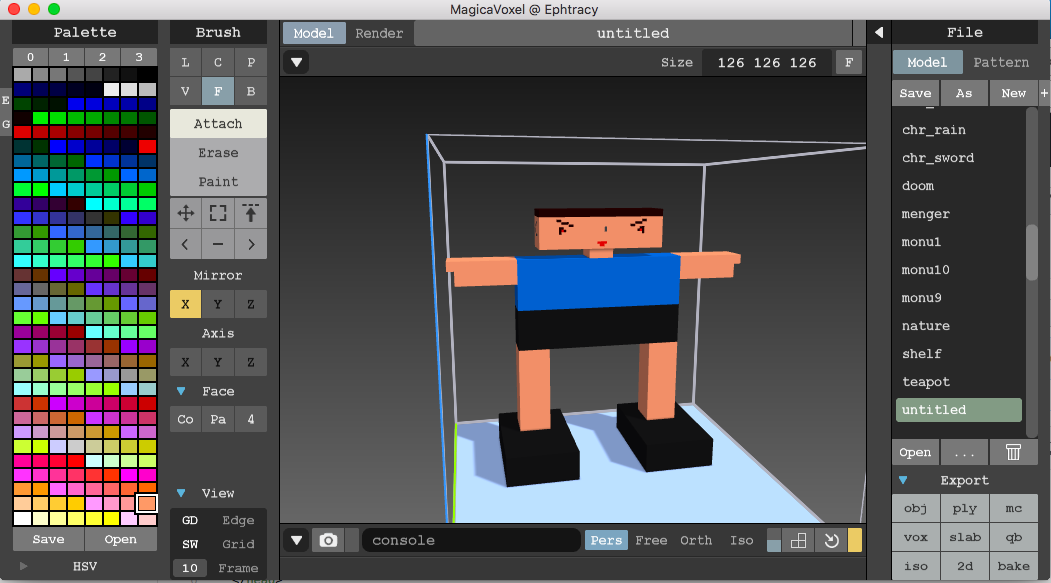 MagicaVoxel @ Ephtracy
Palette
0 1 2 3
E
G
Save Open
HSV
Brush
L C P
V F B
Attach
Erase
Paint
Mirror
X Y Z
Axis
X Y Z
Face
Co Pa 4
View
GD Edge
SW Grid
10 Frame
Model Render untitled
Size 126 126 126 F
console Pers Free Orth Iso
File
Model Pattern
Save As New +
chr_rain
chr_sword
doom
menger
monu1
monu10
monu9
nature
shelf
teapot
untitled
Open ...
Export
obj ply mc
vox slab qb
iso 2d bake